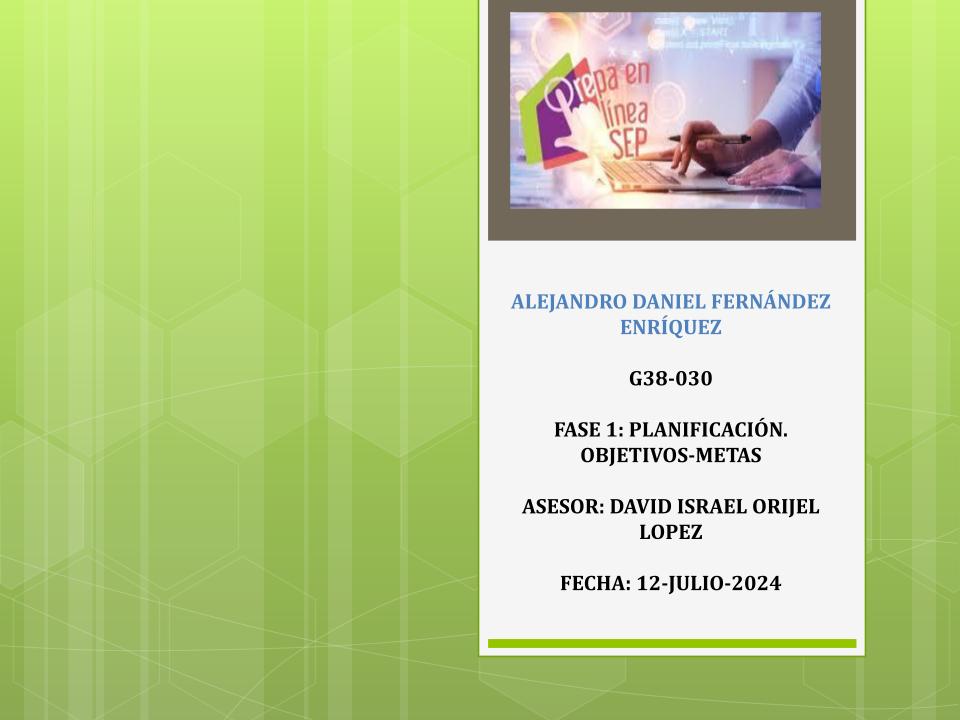 Prepa en
línea
SEP
ALEJANDRO DANIEL FERNÁNDEZ
ENRÍQUEZ
G38-030
FASE 1: PLANIFICACIÓN.
OBJETIVOS-METAS
ASESOR: DAVID ISRAEL ORIJEL
LOPEZ
FECHA: 12-JULIO-2024